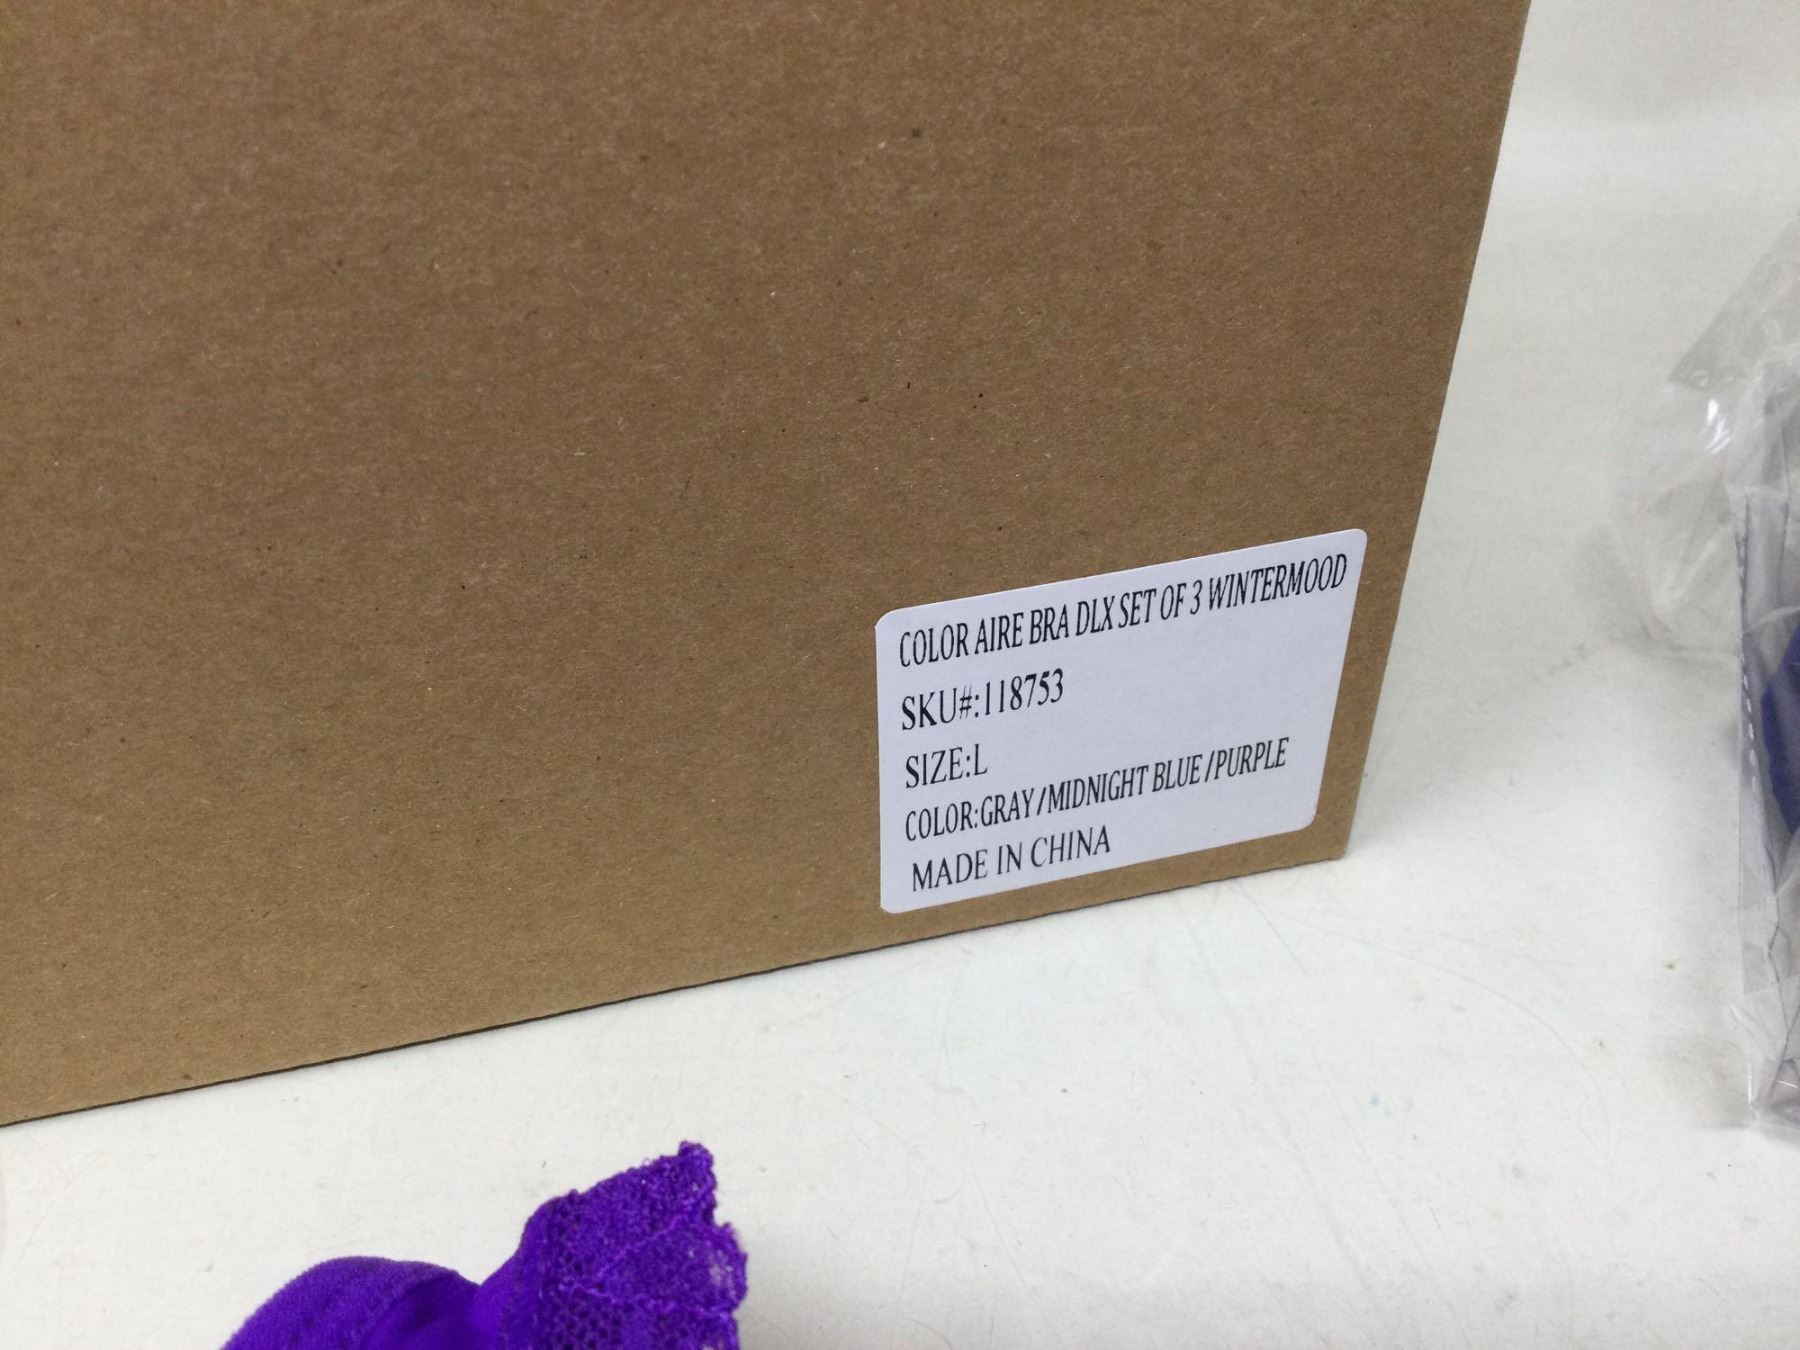 COLOR AIRE BRA DLX SET OF 3 WINTERMOOD
SKU#:118753
SIZE:L
COLOR:GRAY/MIDNIGHT BLUE/PURPLE
MADE IN CHINA